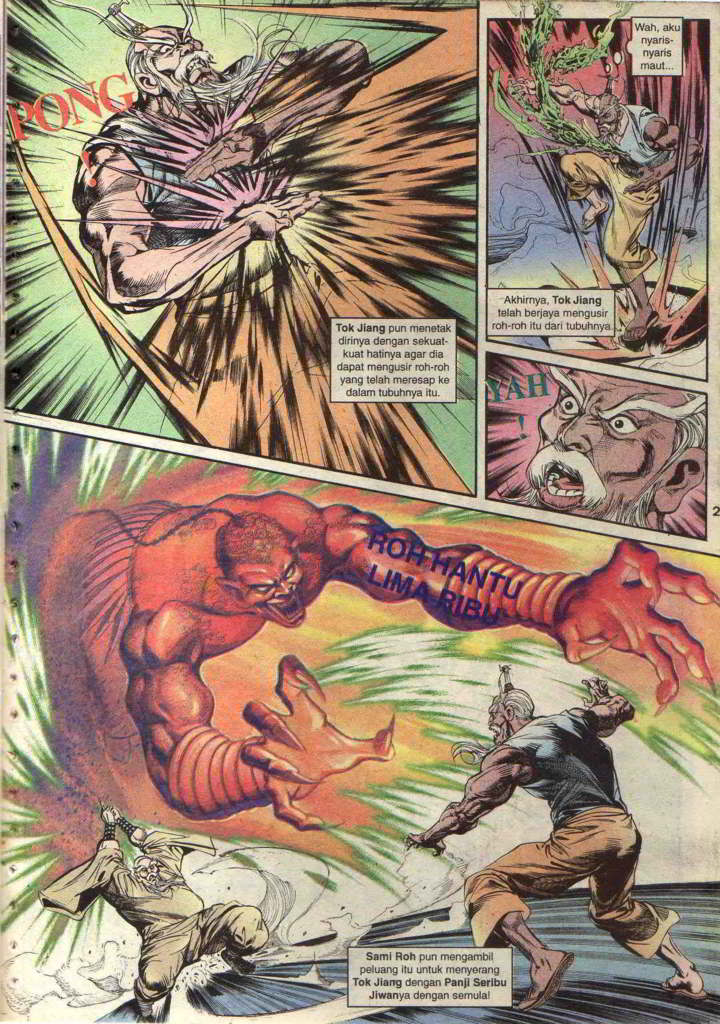 PONG
!
Tok Jiang pun menetak
dirinya dengan sekuat-
kuat hatinya agar dia
dapat mengusir roh-roh
yang telah meresap ke
dalam tubuhnya itu.
Wah, aku
nyaris-
nyaris
maut...
Akhirnya, Tok Jiang
telah berjaya mengusir
roh-roh itu dari tubuhnya.
YAH
!
2
ROH HANTU
LIMA RIBU
Sami Roh pun mengambil
peluang itu untuk menyerang
Tok Jiang dengan Panji Seribu
Jiwanya dengan semula!